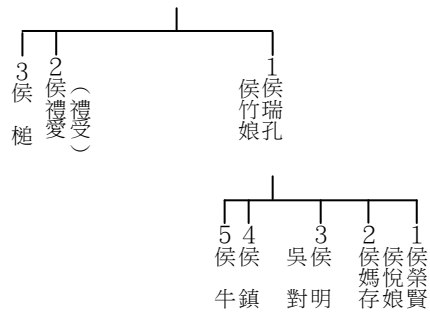 1侯瑞孔
侯竹娘
(禮受)
2侯禮愛
3侯 槌
1侯榮賢
侯悅娘
2侯媽存
3侯 明
吳 對
4侯 鎮
5侯 牛